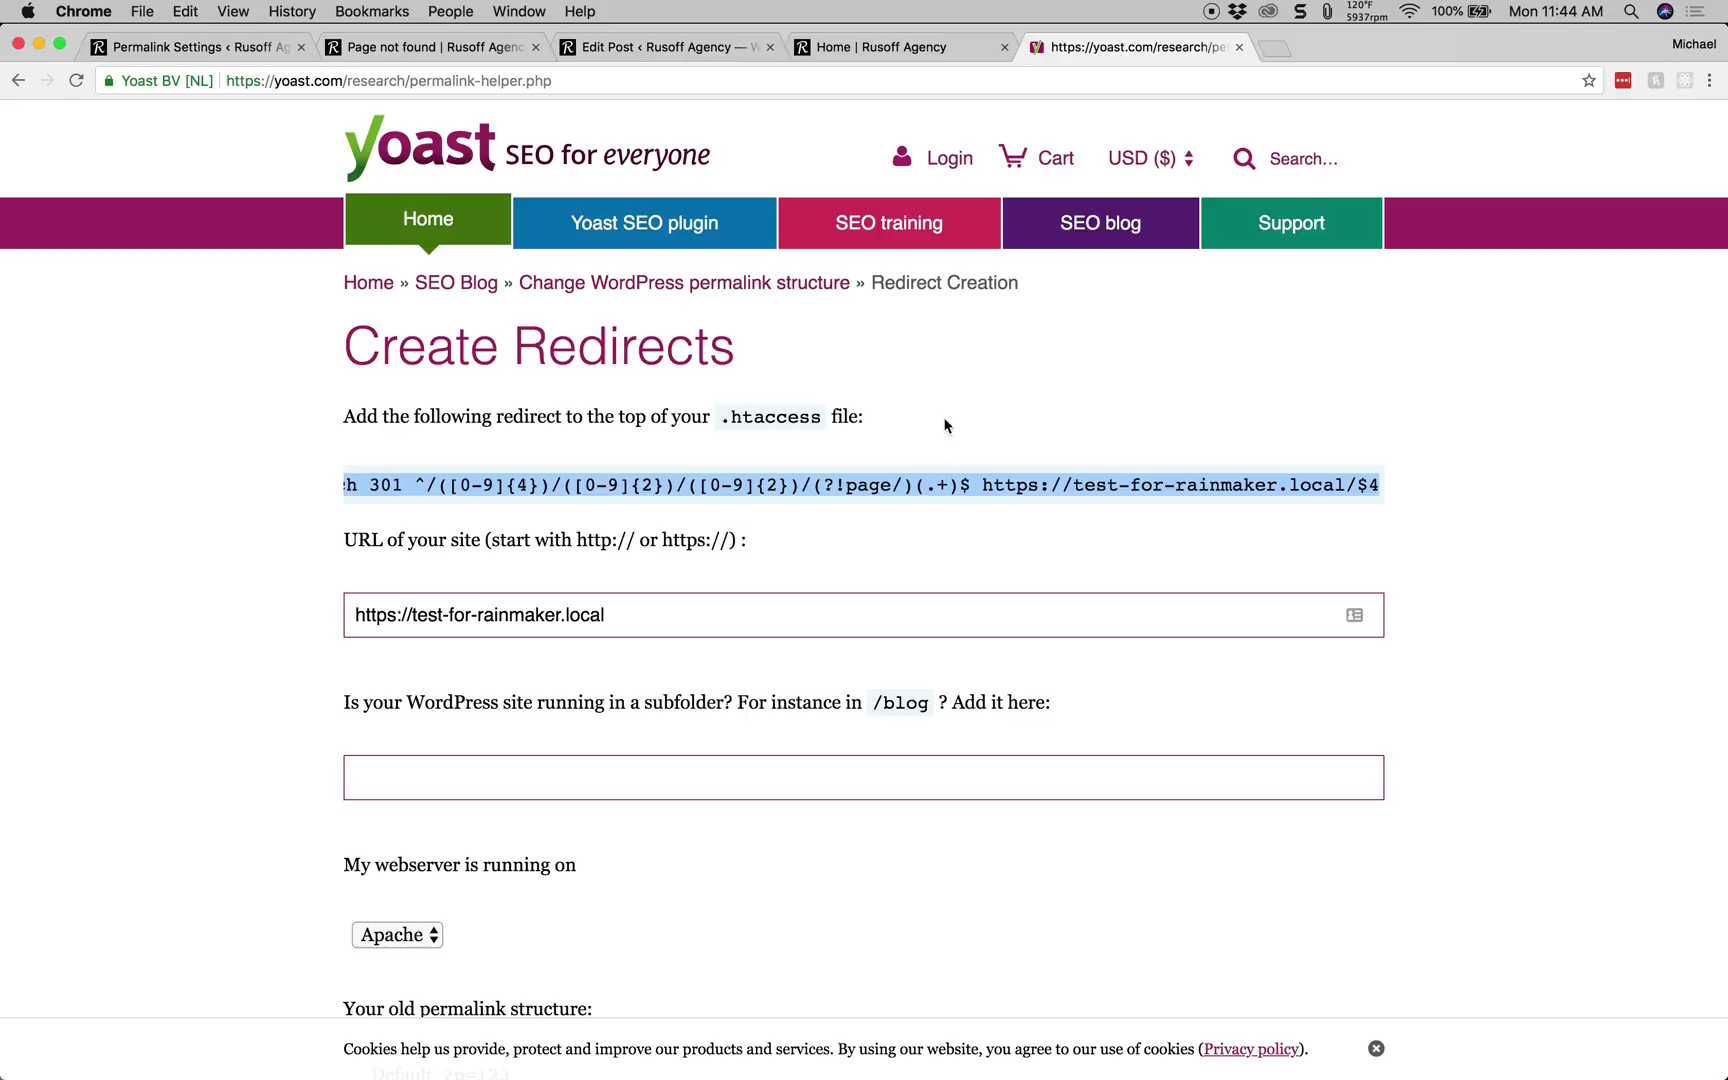 Chrome File Edit View History Bookmarks People Window Help 120°F 5937rpm 100% Mon 11:44 AM
Permalink Settings ‹ Rusoff Ag Page not found | Rusoff Agenc Edit Post ‹ Rusoff Agency — W Home | Rusoff Agency https://yoast.com/research/pe Michael
Yoast BV [NL] https://yoast.com/research/permalink-helper.php
yoast SEO for everyone
Login Cart USD ($) Search...
Home Yoast SEO plugin SEO training SEO blog Support
Home » SEO Blog » Change WordPress permalink structure » Redirect Creation
Create Redirects
Add the following redirect to the top of your .htaccess file:
h 301 ^/([0-9]{4})/([0-9]{2})/([0-9]{2})/(?!page/)(.+)$ https://test-for-rainmaker.local/$4
URL of your site (start with http:// or https://) :
https://test-for-rainmaker.local
Is your WordPress site running in a subfolder? For instance in /blog ? Add it here:
My webserver is running on
Apache
Your old permalink structure:
Cookies help us provide, protect and improve our products and services. By using our website, you agree to our use of cookies (Privacy policy).
Default ?p=123